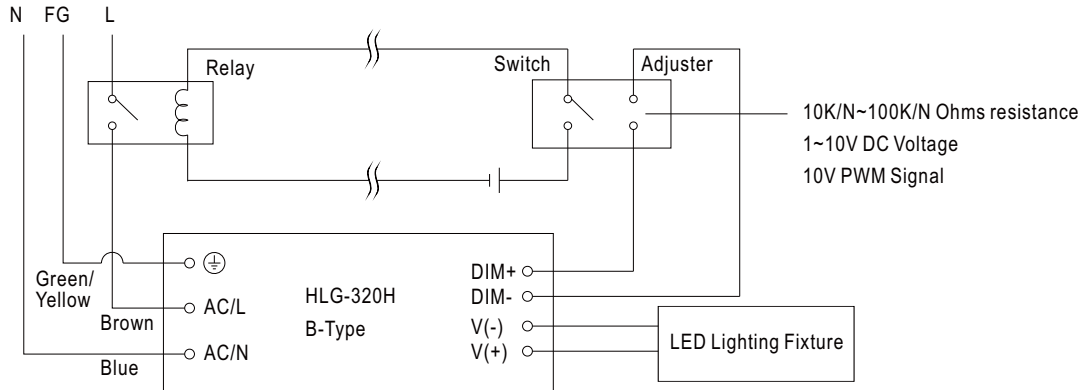 N FG L
Relay
Switch
Adjuster
10K/N~100K/N Ohms resistance
1~10V DC Voltage
10V PWM Signal
Green/
Yellow
Brown
Blue
AC/L
AC/N
HLG-320H
B-Type
DIM+
DIM-
V(-)
V(+)
LED Lighting Fixture